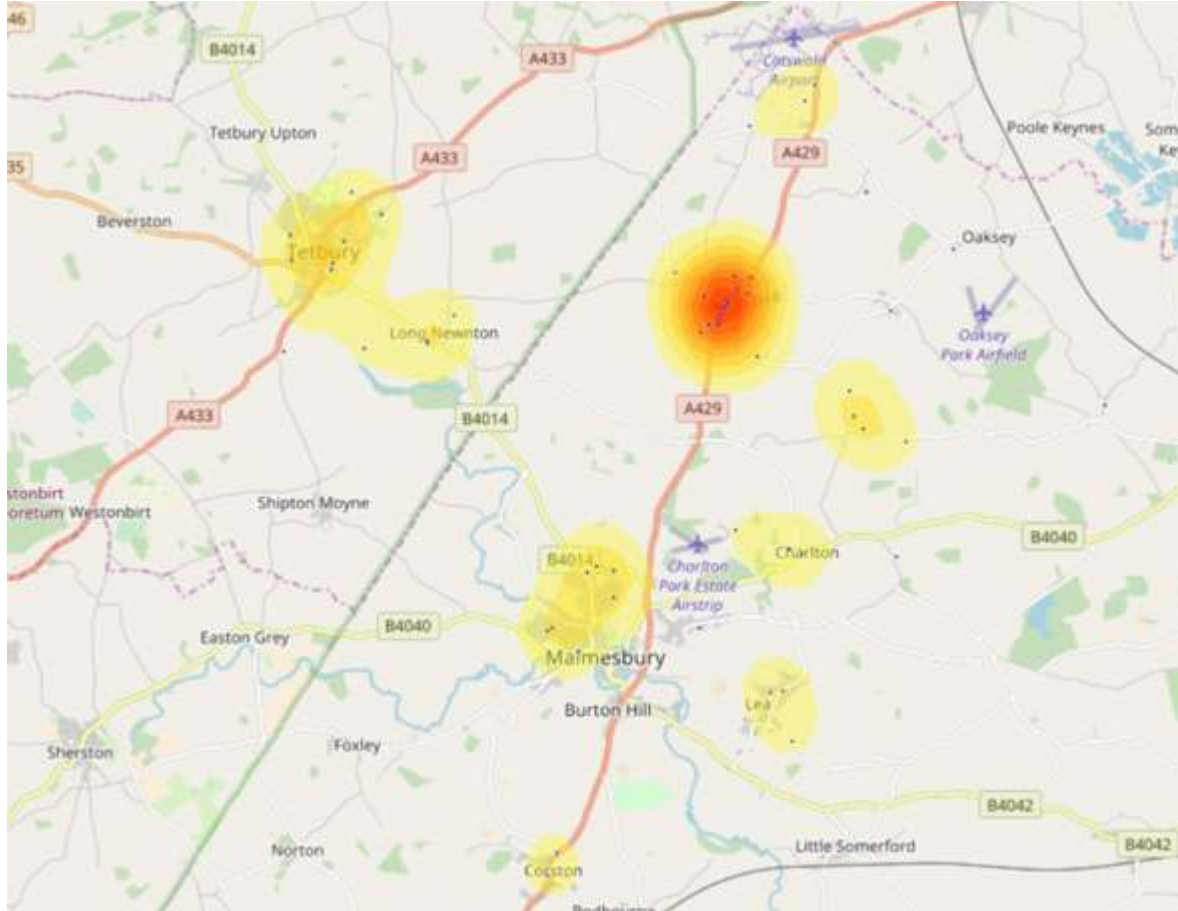 46
B4014
A433
Cotswold
Airport
Tetbury Upton
Poole Keynes
Som
Ke
A433
A429
35
Beverston
Oaksey
Tetbury
Long Newnton
Oaksey
Park Airfield
A433
B4014
A429
stonbirt
oretum
Westonbirt
Shipton Moyne
B4040
B4014
Charlton
Charlton
Park Estate
Airstrip
Easton Grey
B4040
Malmesbury
Lea
Burton Hill
Sherston
Foxley
B4042
Norton
Little Somerford
B4042
Corston